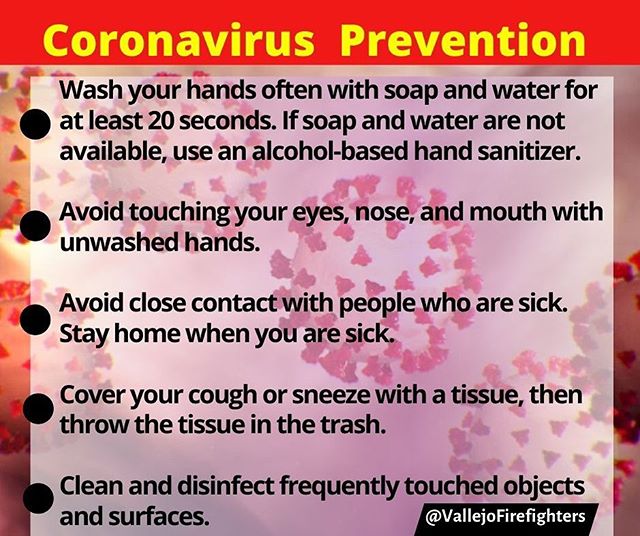 Coronavirus Prevention
Wash your hands often with soap and water for
at least 20 seconds. If soap and water are not
available, use an alcohol-based hand sanitizer.
Avoid touching your eyes, nose, and mouth with
unwashed hands.
Avoid close contact with people who are sick.
Stay home when you are sick.
Cover your cough or sneeze with a tissue, then
throw the tissue in the trash.
Clean and disinfect frequently touched objects
and surfaces.
@VallejoFirefighters